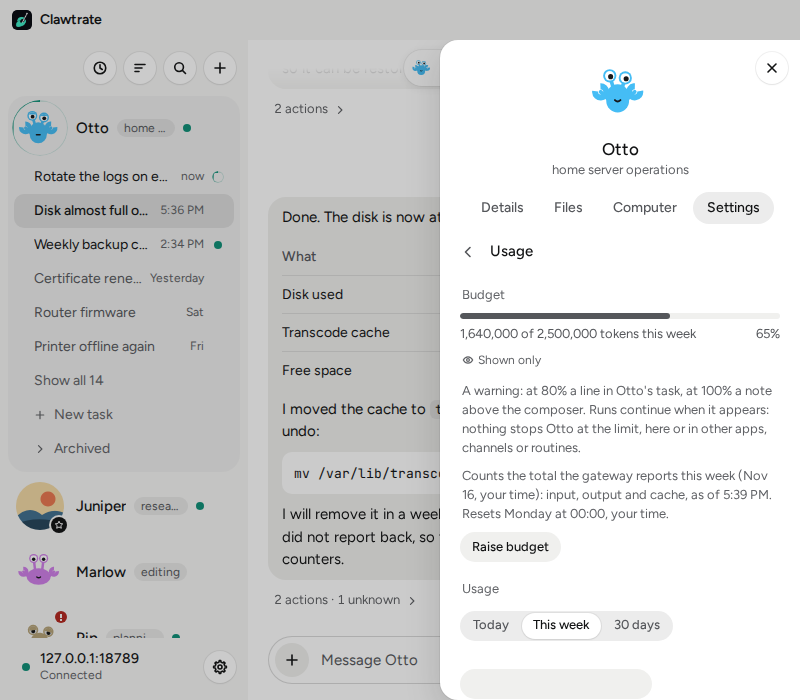 Clawtrate
Otto
home ...
Rotate the logs on e... now
Disk almost full o... 5:36 PM
Weekly backup c... 2:34 PM
Certificate rene... Yesterday
Router firmware Sat
Printer offline again Fri
Show all 14
New task
Archived
Juniper
resea...
Marlow
editing
Pip
planni...
127.0.0.1:18789
Connected
2 actions
Done. The disk is now at
What
Disk used
Transcode cache
Free space
I moved the cache to
undo:
mv /var/lib/transco
I will remove it in a week
did not report back, so
counters.
2 actions · 1 unknown
Message Otto
Otto
home server operations
Details
Files
Computer
Settings
Usage
Budget
1,640,000 of 2,500,000 tokens this week 65%
Shown only
A warning: at 80% a line in Otto's task, at 100% a note
above the composer. Runs continue when it appears:
nothing stops Otto at the limit, here or in other apps,
channels or routines.
Counts the total the gateway reports this week (Nov
16, your time): input, output and cache, as of 5:39 PM.
Resets Monday at 00:00, your time.
Raise budget
Usage
Today
This week
30 days